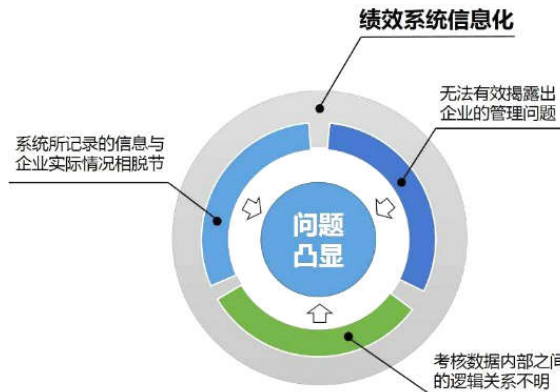 绩效系统信息化
无法有效揭露出
企业的管理问题
系统所记录的信息与
企业实际情况相脱节
问题
凸显
考核数据内部之间
的逻辑关系不明